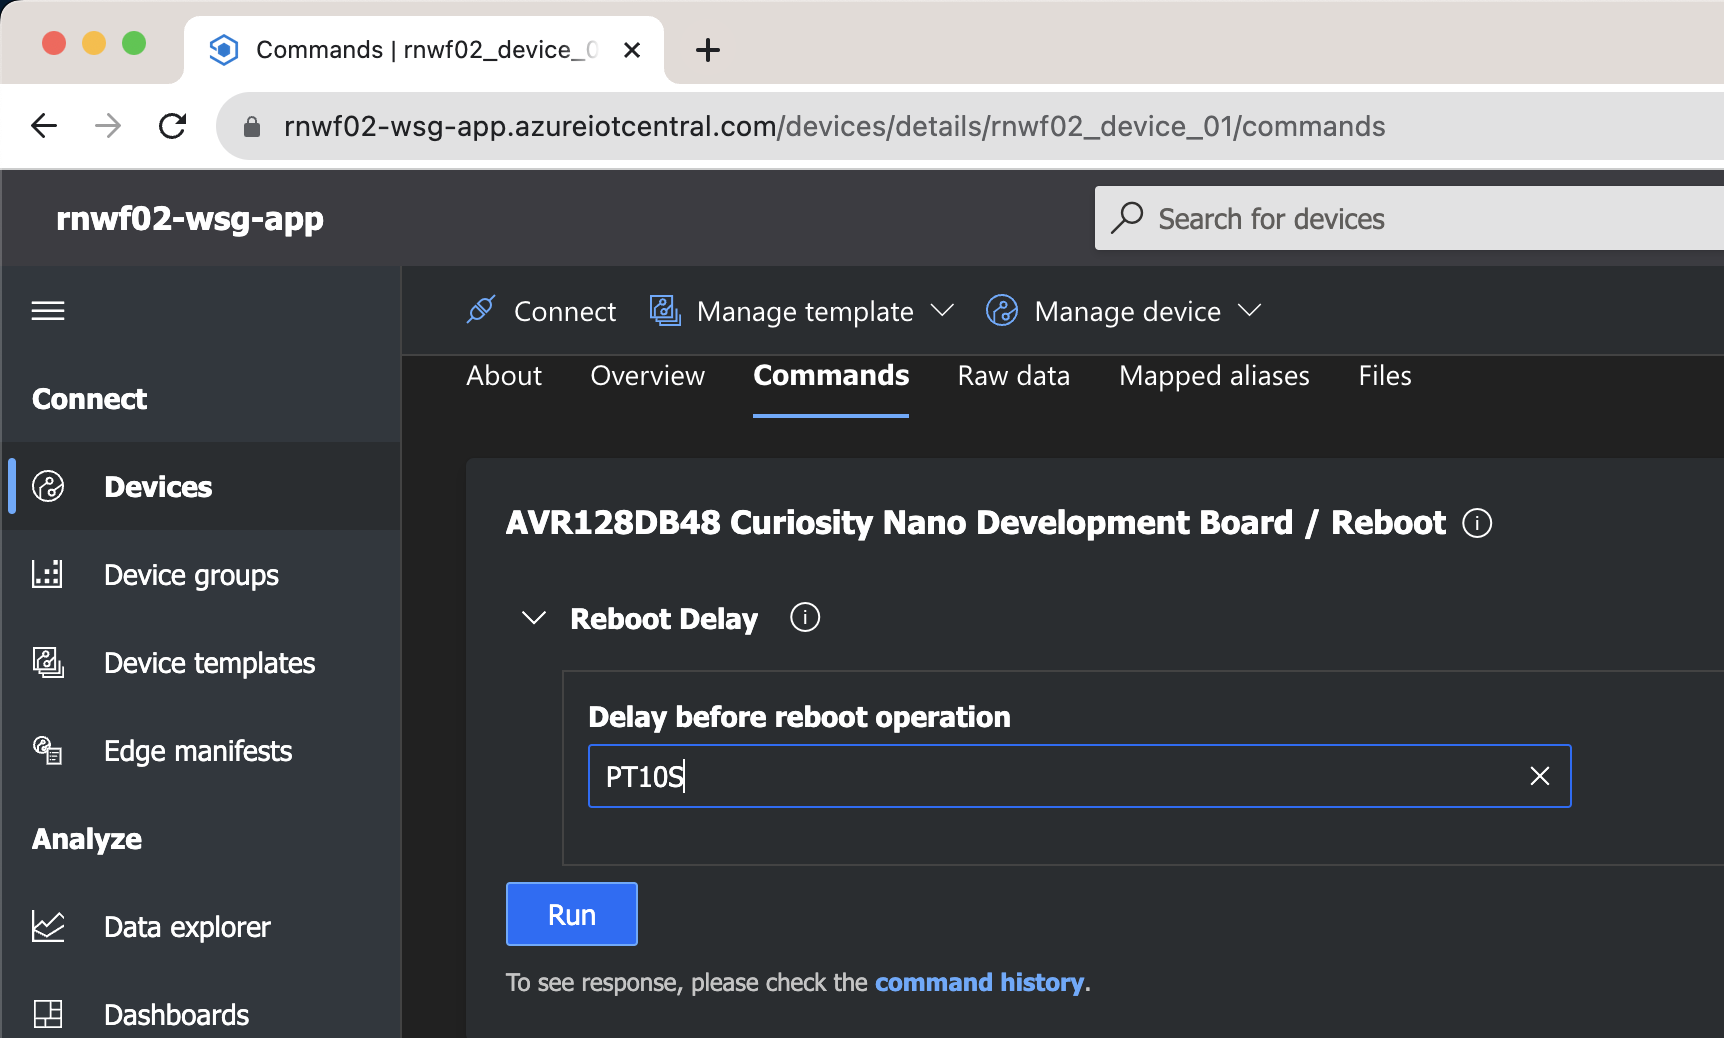 Commands | rnwf02_device_0
rnwf02-wsg-app.azureiotcentral.com/devices/details/rnwf02_device_01/commands
rnwf02-wsg-app
Search for devices
Connect
Manage template
Manage device
About
Overview
Commands
Raw data
Mapped aliases
Files
Connect
Devices
Device groups
Device templates
Edge manifests
Analyze
Data explorer
Dashboards
AVR128DB48 Curiosity Nano Development Board / Reboot
Reboot Delay
Delay before reboot operation
PT10S
Run
To see response, please check the command history.